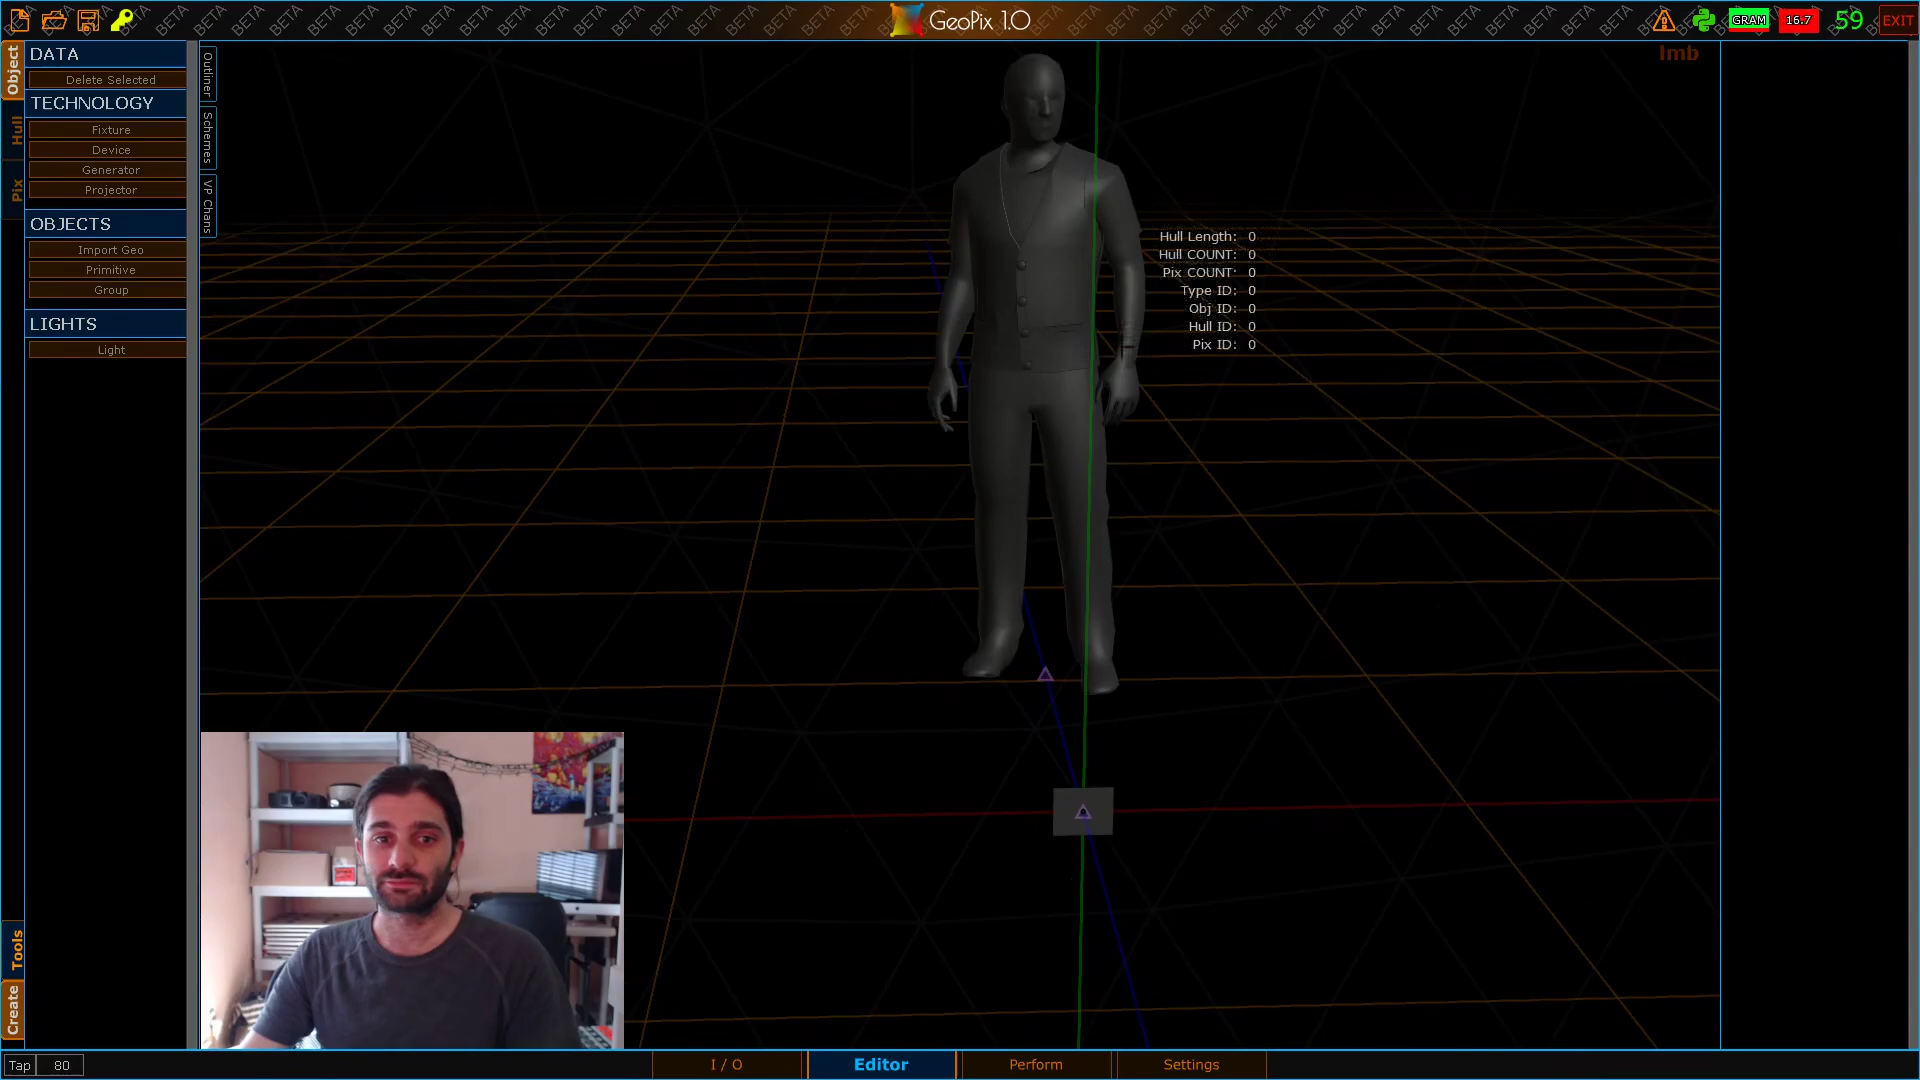 GeoPix 1.0
GRAM
16.7
59
EXIT
Object
Hull
Pix
DATA
Delete Selected
TECHNOLOGY
Fixture
Device
Generator
Projector
OBJECTS
Import Geo
Primitive
Group
LIGHTS
Light
Outliner
Schemes
VP Chans
lmb
Hull Length: 0
Hull COUNT: 0
Pix COUNT: 0
Type ID: 0
Obj ID: 0
Hull ID: 0
Pix ID: 0
Tools
Create
Tap 80
I / O
Editor
Perform
Settings